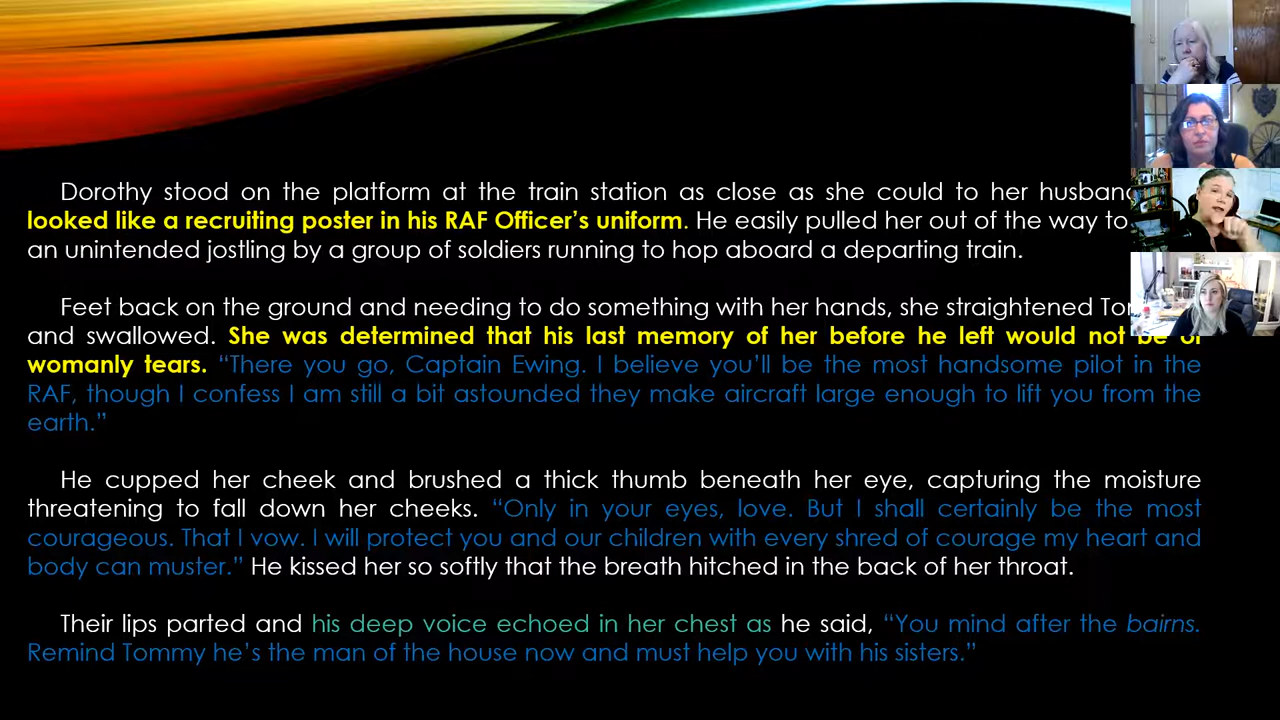 Dorothy stood on the platform at the train station as close as she could to her
looked like a recruiting poster in his RAF Officer’s uniform. He easily pulled her out of the way to
an unintended jostling by a group of soldiers running to hop aboard a departing train.
Feet back on the ground and needing to do something with her hands, she straightened
and swallowed. She was determined that his last memory of her before he left would not be of
womanly tears. “There you go, Captain Ewing. I believe you’ll be the most handsome pilot in the
RAF, though I confess I am still a bit astounded they make aircraft large enough to lift you from the
earth.”
He cupped her cheek and brushed a thick thumb beneath her eye, capturing the moisture
threatening to fall down her cheeks. “Only in your eyes, love. But I shall certainly be the most
courageous. That I vow. I will protect you and our children with every shred of courage my heart and
body can muster.” He kissed her so softly that the breath hitched in the back of her throat.
Their lips parted and his deep voice echoed in her chest as he said, “You mind after the bairns.
Remind Tommy he’s the man of the house now and must help you with his sisters.”